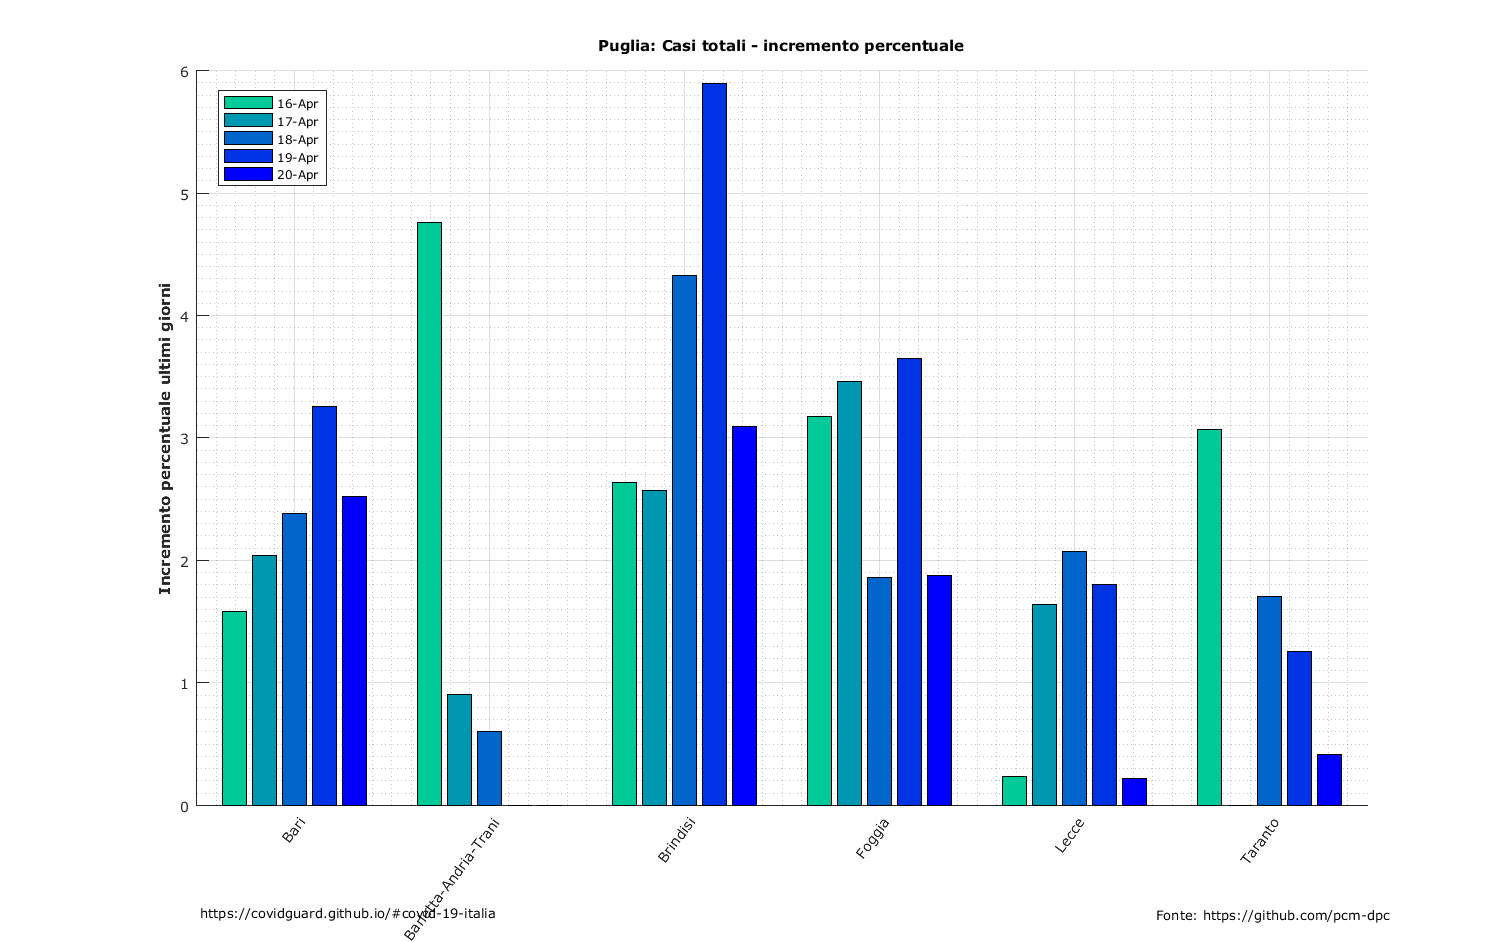 Puglia: Casi totali - incremento percentuale
6
5
4
3
2
1
0
Incremento percentuale ultimi giorni
16-Apr
17-Apr
18-Apr
19-Apr
20-Apr
Bari
Barletta-Andria-Trani
Brindisi
Foggia
Lecce
Taranto
https://covidguard.github.io/#covid-19-italia
Fonte: https://github.com/pcm-dpc